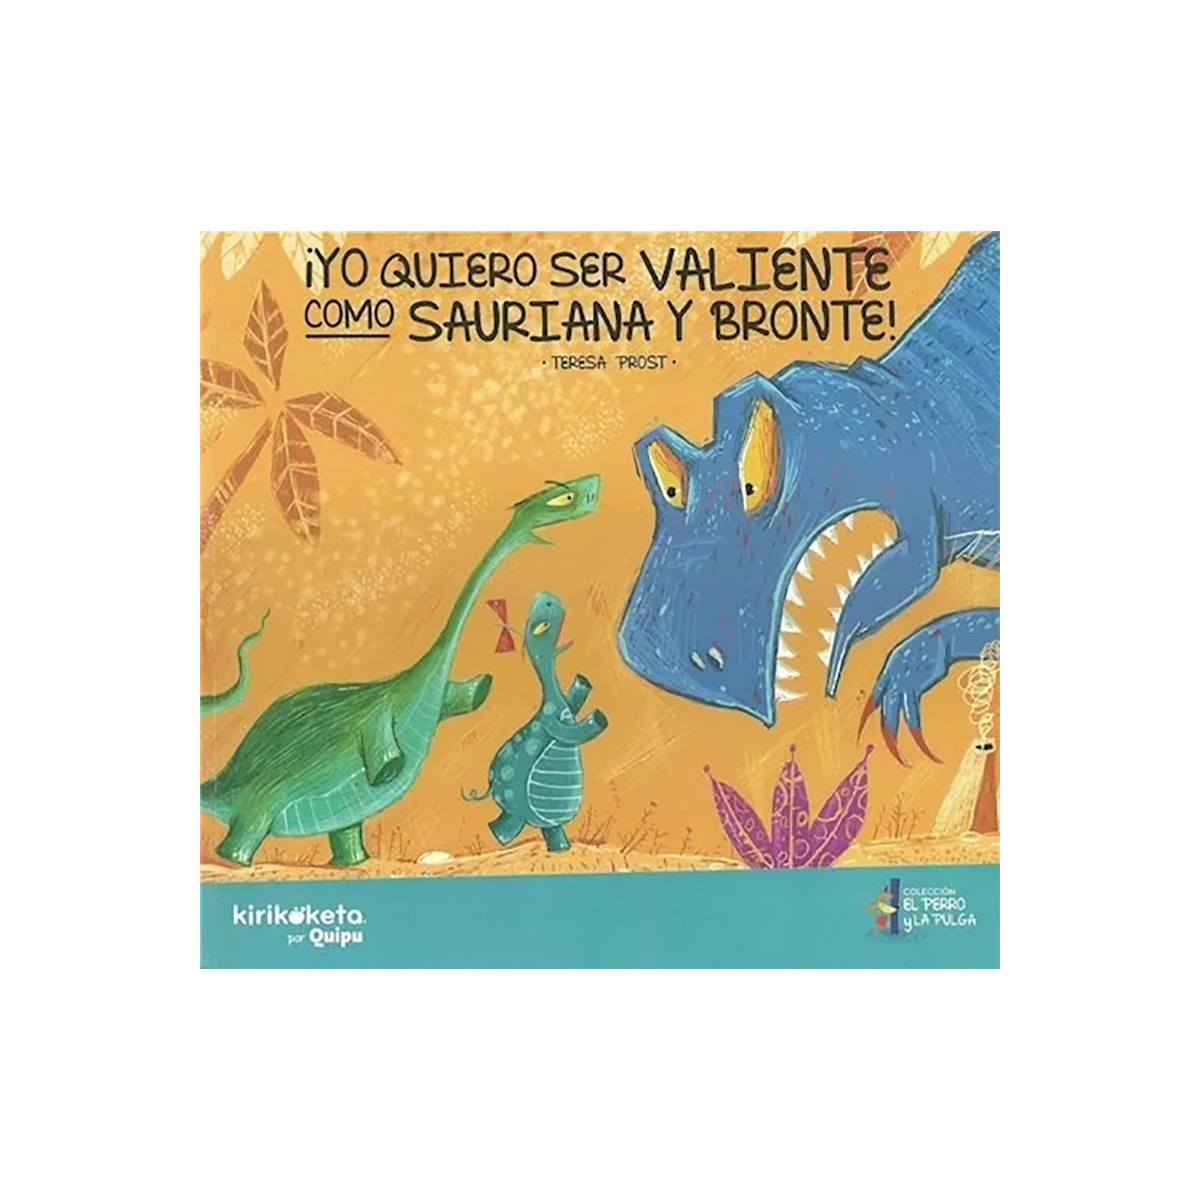 ¡YO QUIERO SER VALIENTE
COMO SAURIANA Y BRONTE!
· TERESA PROST ·
kirikoketa
por Quipu
COLECCIÓN
EL PERRO
y LA PULGA